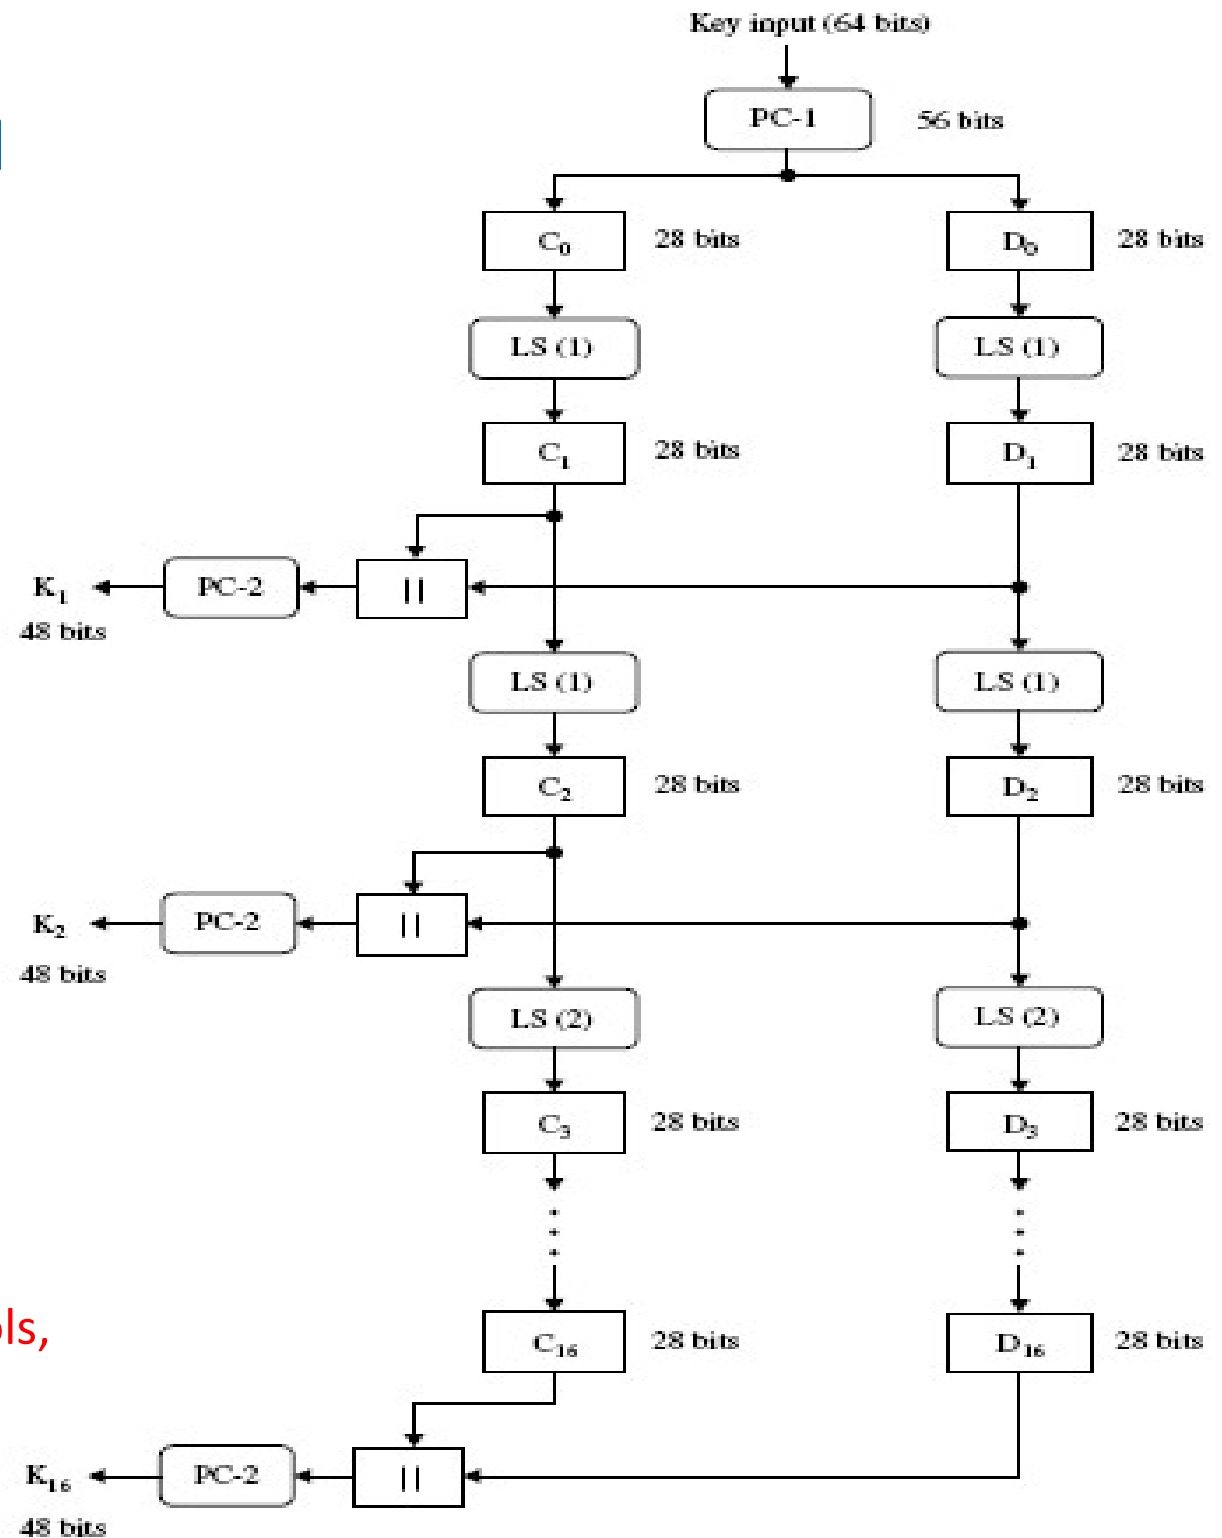 Key input (64 bits)
PC-1 56 bits
C₀ 28 bits D₀ 28 bits
LS (1) LS (1)
C₁ 28 bits D₁ 28 bits
K₁ PC-2 || 
48 bits
LS (1) LS (1)
C₂ 28 bits D₂ 28 bits
K₂ PC-2 ||
48 bits
LS (2) LS (2)
C₃ 28 bits D₃ 28 bits
ols,
C₁₆ 28 bits D₁₆ 28 bits
K₁₆ PC-2 ||
48 bits